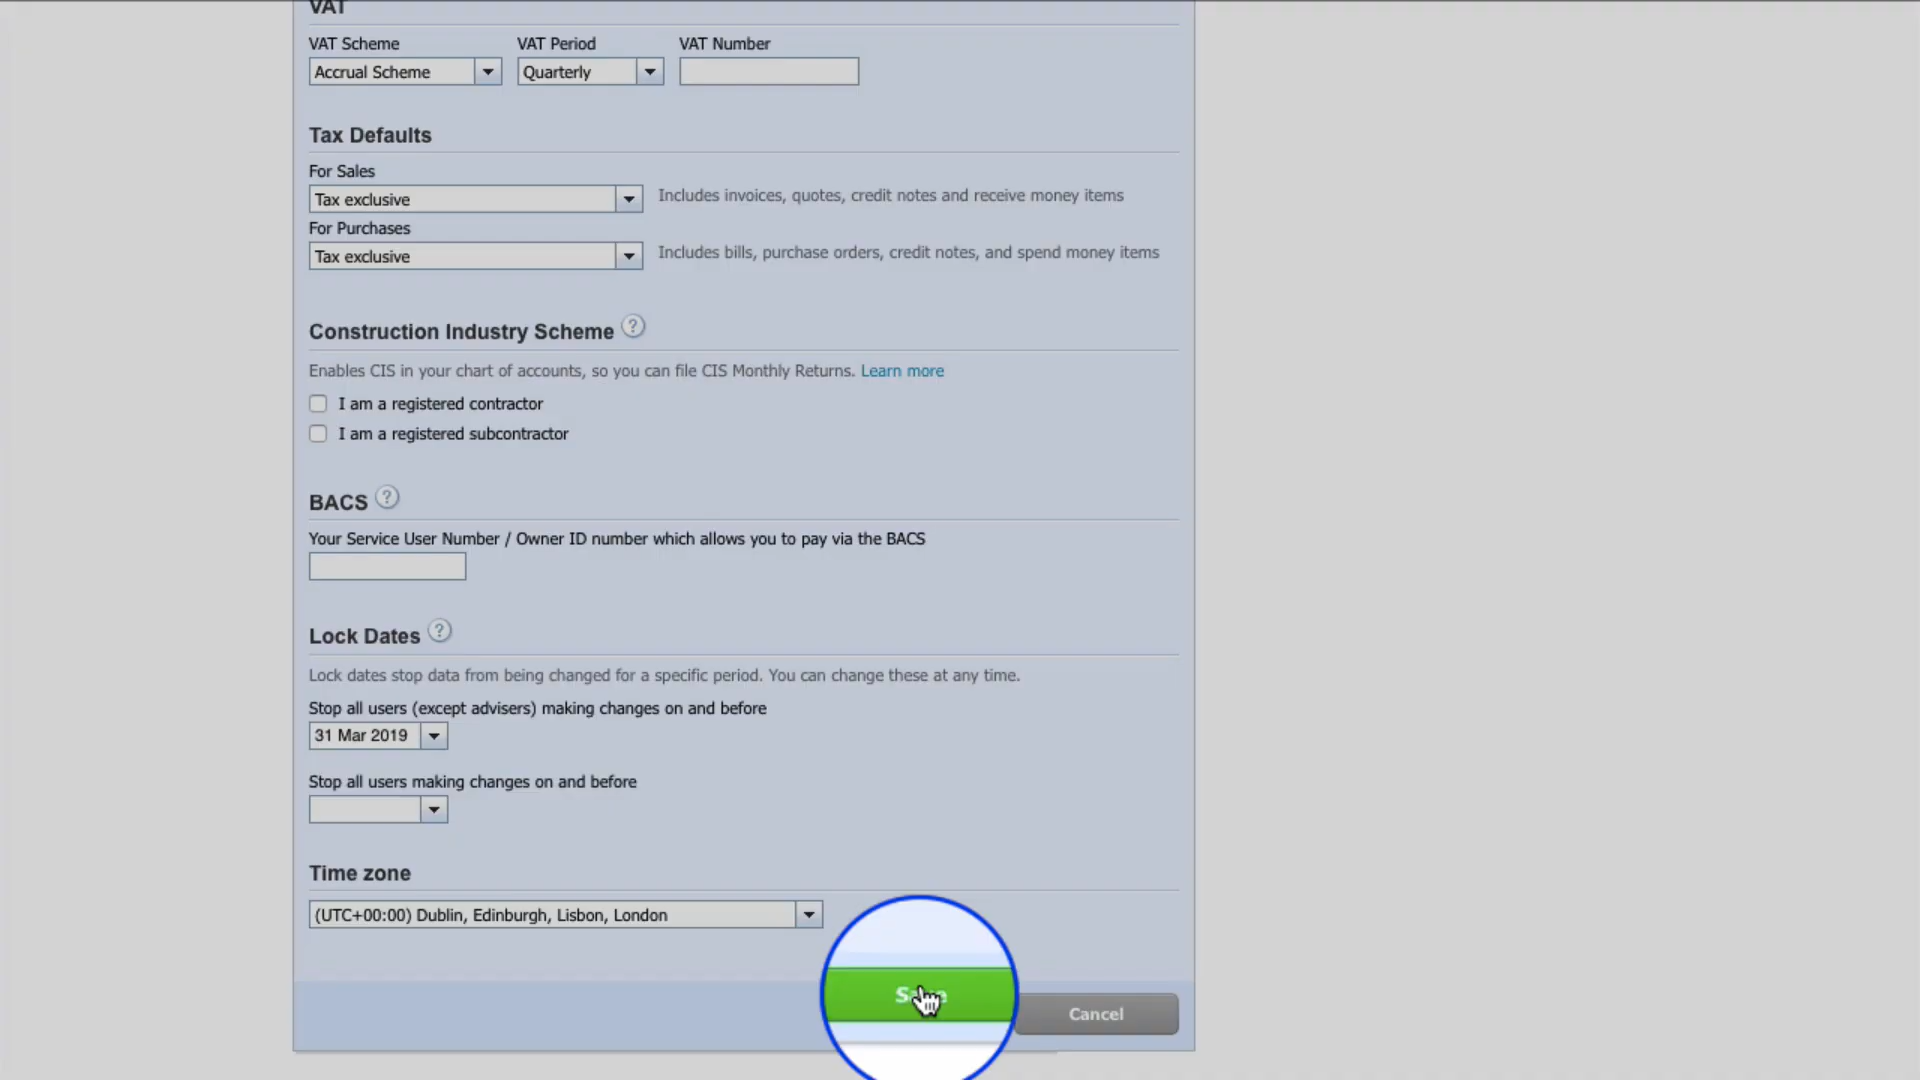 VAT
VAT Scheme VAT Period VAT Number
Accrual Scheme Quarterly
Tax Defaults
For Sales
Tax exclusive Includes invoices, quotes, credit notes and receive money items
For Purchases
Tax exclusive Includes bills, purchase orders, credit notes, and spend money items
Construction Industry Scheme ?
Enables CIS in your chart of accounts, so you can file CIS Monthly Returns. Learn more
I am a registered contractor
I am a registered subcontractor
BACS ?
Your Service User Number / Owner ID number which allows you to pay via the BACS
Lock Dates ?
Lock dates stop data from being changed for a specific period. You can change these at any time.
Stop all users (except advisers) making changes on and before
31 Mar 2019
Stop all users making changes on and before
Time zone
(UTC+00:00) Dublin, Edinburgh, Lisbon, London
Save Cancel